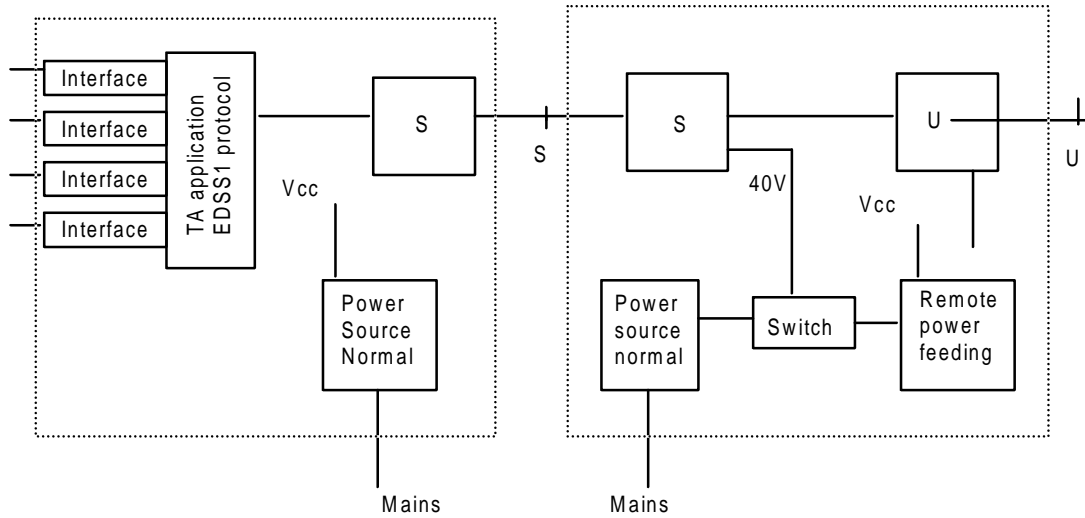 Interface
Interface
Interface
Interface
TA application
EDSS1 protocol
S
Vcc
Power
Source
Normal
Mains
S
S
40V
U
U
Vcc
Power
source
normal
Switch
Remote
power
feeding
Mains